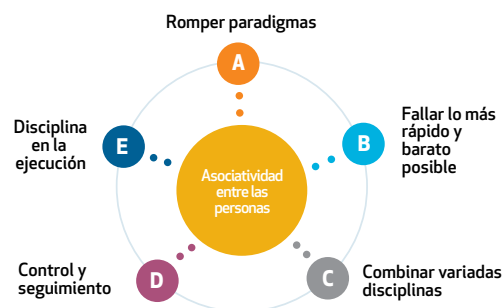 Romper paradigmas
A
Fallar lo más
rápido y
barato
posible
B
Combinar variadas
disciplinas
C
Control y
seguimiento
D
Disciplina
en la
ejecución
E
Asociatividad
entre las
personas